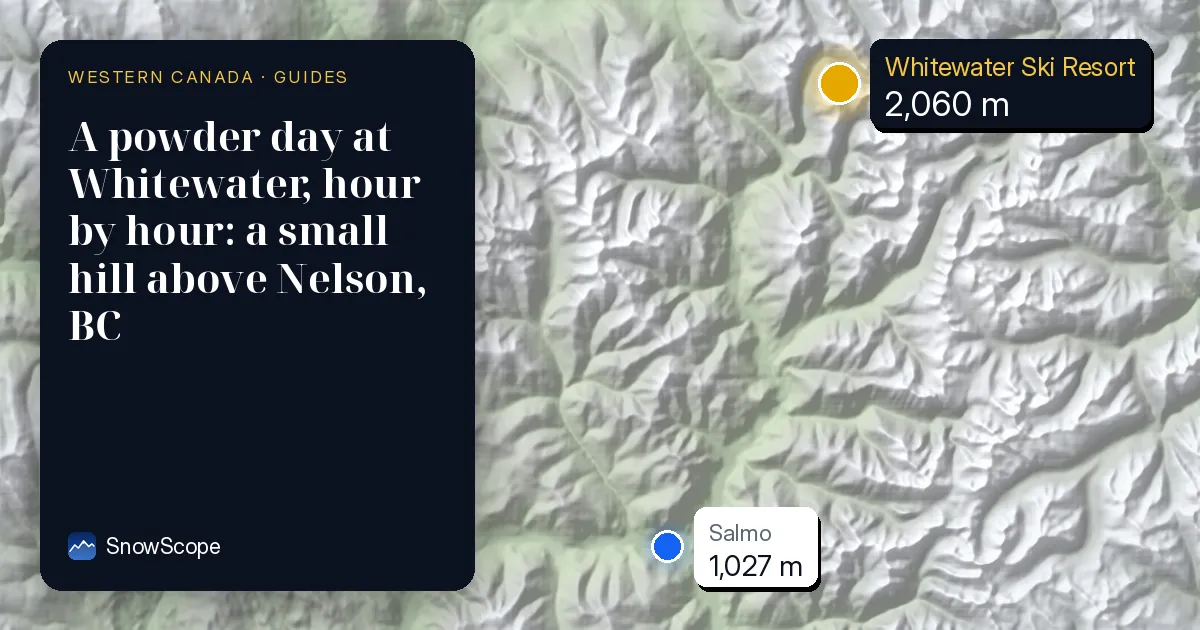 WESTERN CANADA · GUIDES
A powder day at
Whitewater, hour
by hour: a small
hill above Nelson,
BC
SnowScope
Whitewater Ski Resort
2,060 m
Salmo
1,027 m